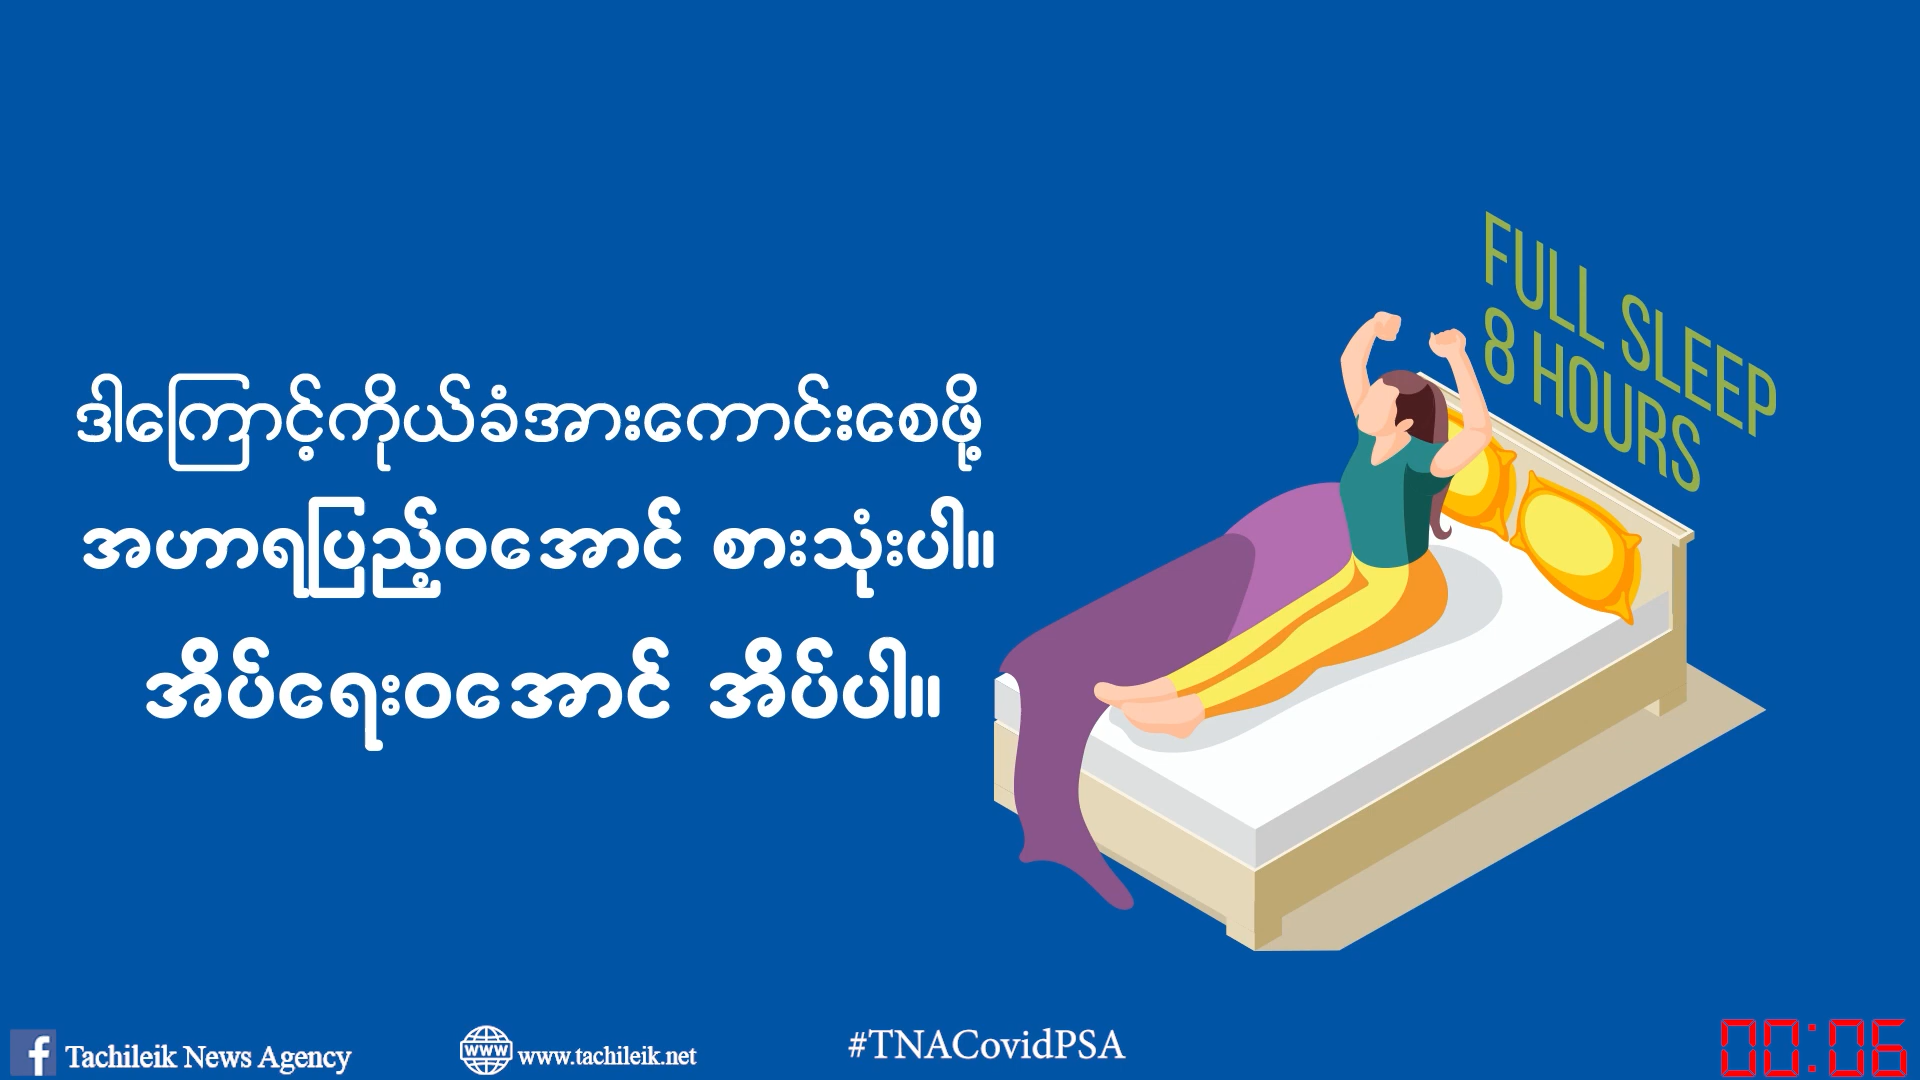 ဒါကြောင့်ကိုယ်ခံအားကောင်းစေဖို့
အဟာရပြည့်ဝအောင် စားသုံးပါ။
အိပ်ရေးဝအောင် အိပ်ပါ။
FULL SLEEP
8 HOURS
f Tachileik News Agency
WWW www.tachileik.net
#TNACovidPSA
00:06